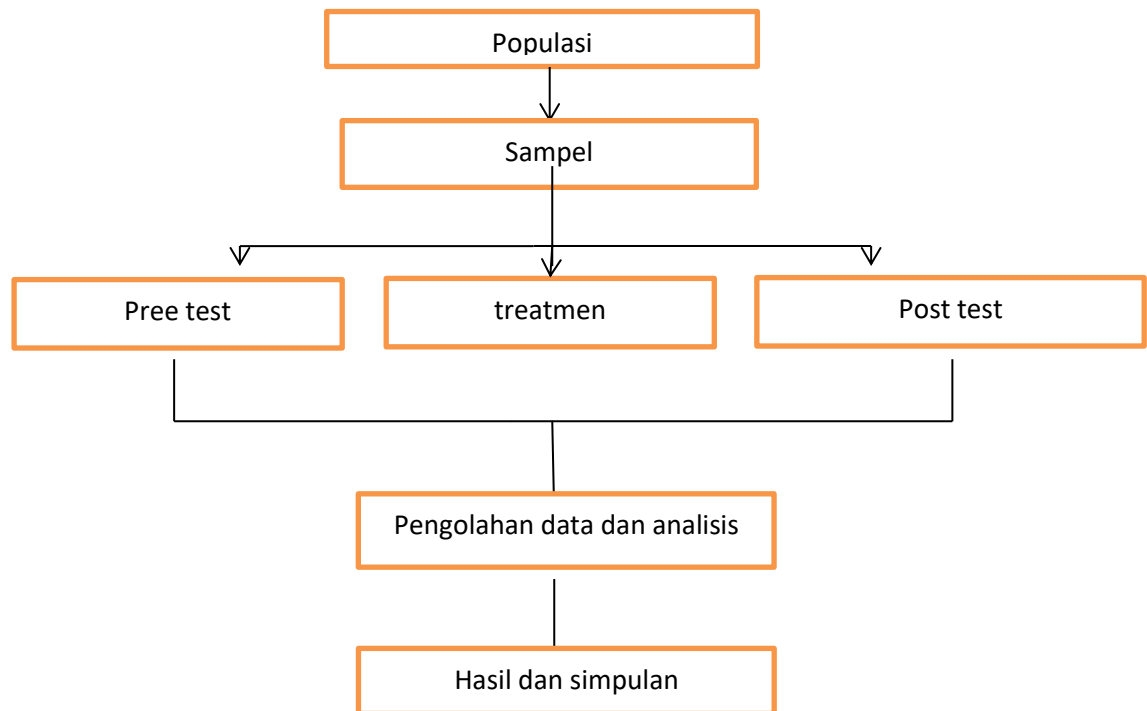 Populasi
Sampel
Pree test
treatmen
Post test
Pengolahan data dan analisis
Hasil dan simpulan